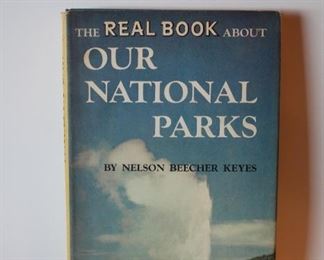 THE REAL BOOK ABOUT
OUR
NATIONAL
PARKS
BY NELSON BEECHER KEYES